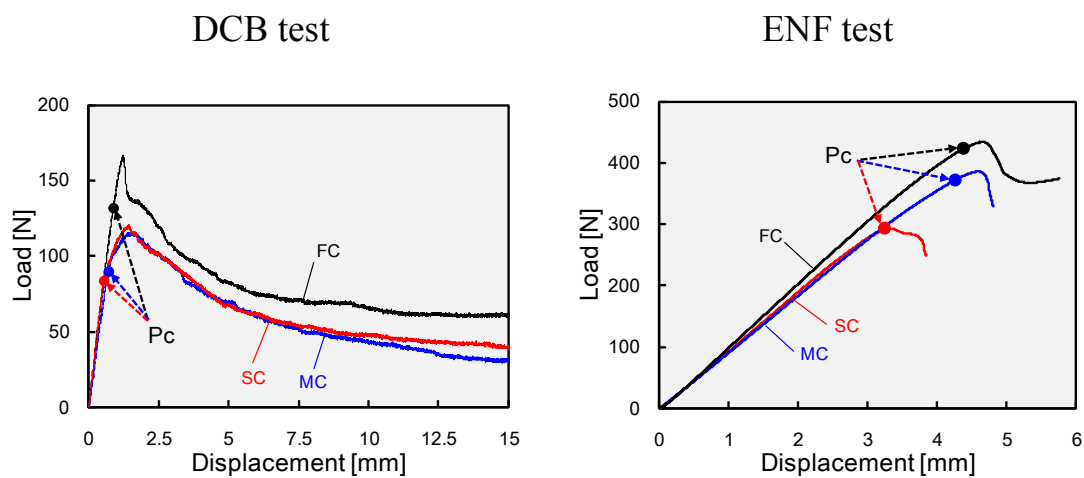 DCB test
ENF test
Load [N]
200
150
100
50
0
FC
Pc
SC
MC
0
2.5
5
7.5
10
12.5
15
Displacement [mm]
Load [N]
500
400
300
200
100
0
Pc
FC
SC
MC
0
1
2
3
4
5
6
Displacement [mm]